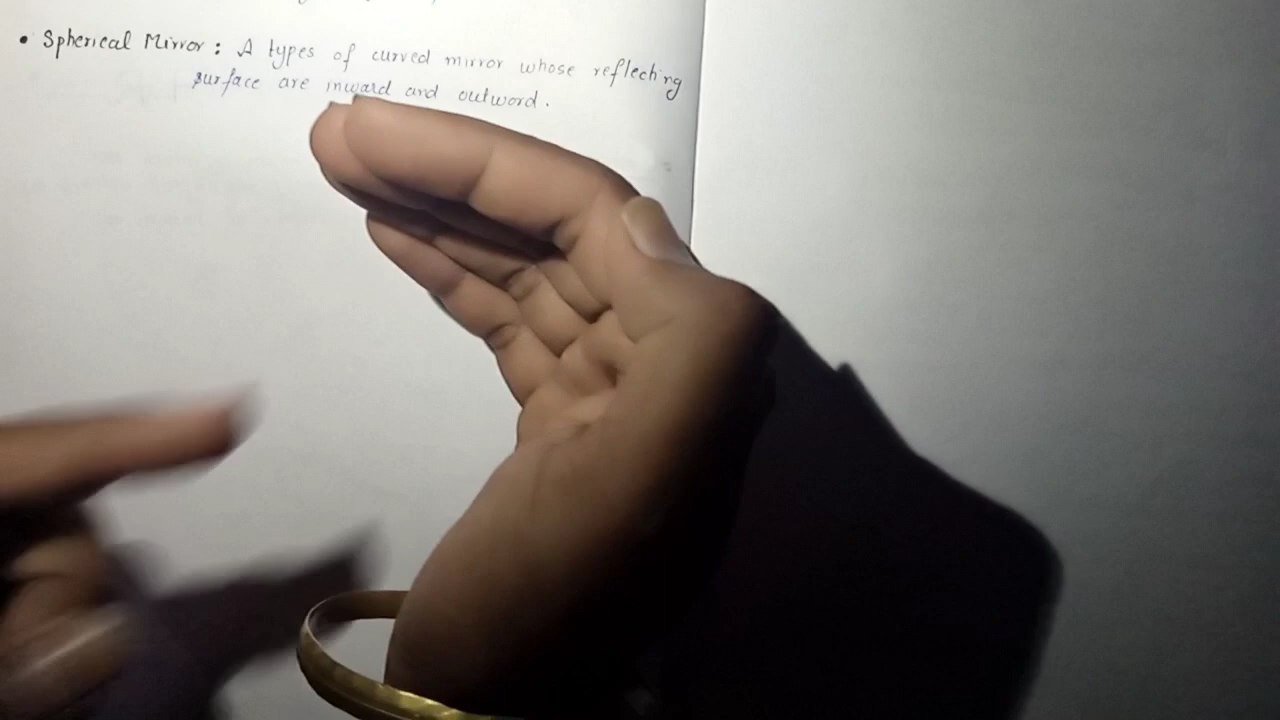 • Spherical Mirror : A types of curved mirror whose reflecting
surface are inward and outword.